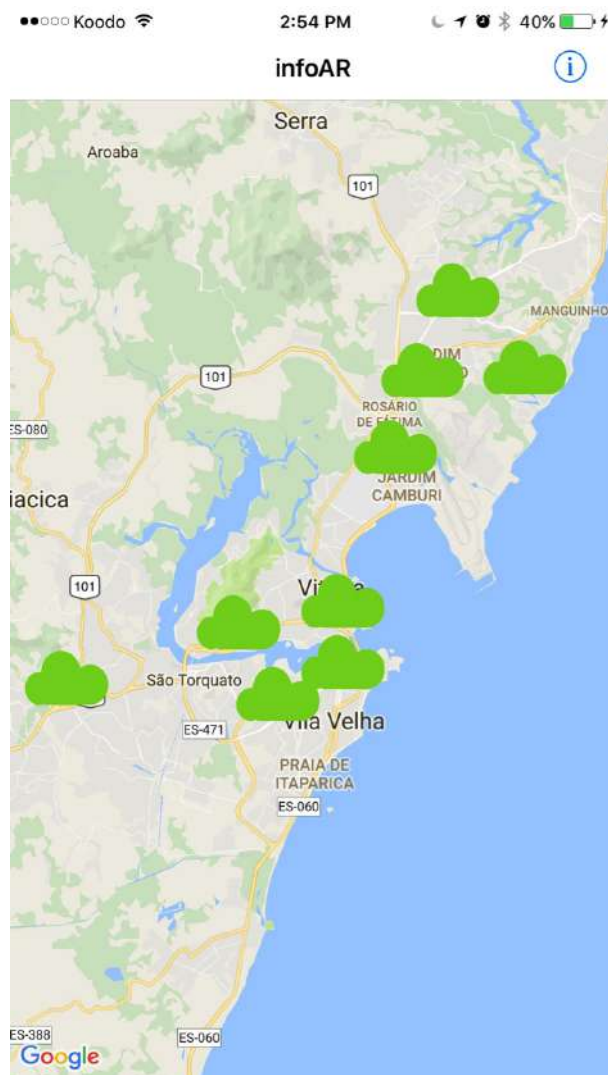 Koodo
2:54 PM
40%
infoAR
Serra
Aroaba
101
MANGUINHO
101
ROSÁRIO
DE FÁTIMA
ES-080
JARDIM
CAMBURI
iacica
101
São Torquato
ES-471
Vila Velha
PRAIA DE
ITAPARICA
ES-060
ES-388
ES-060
Google